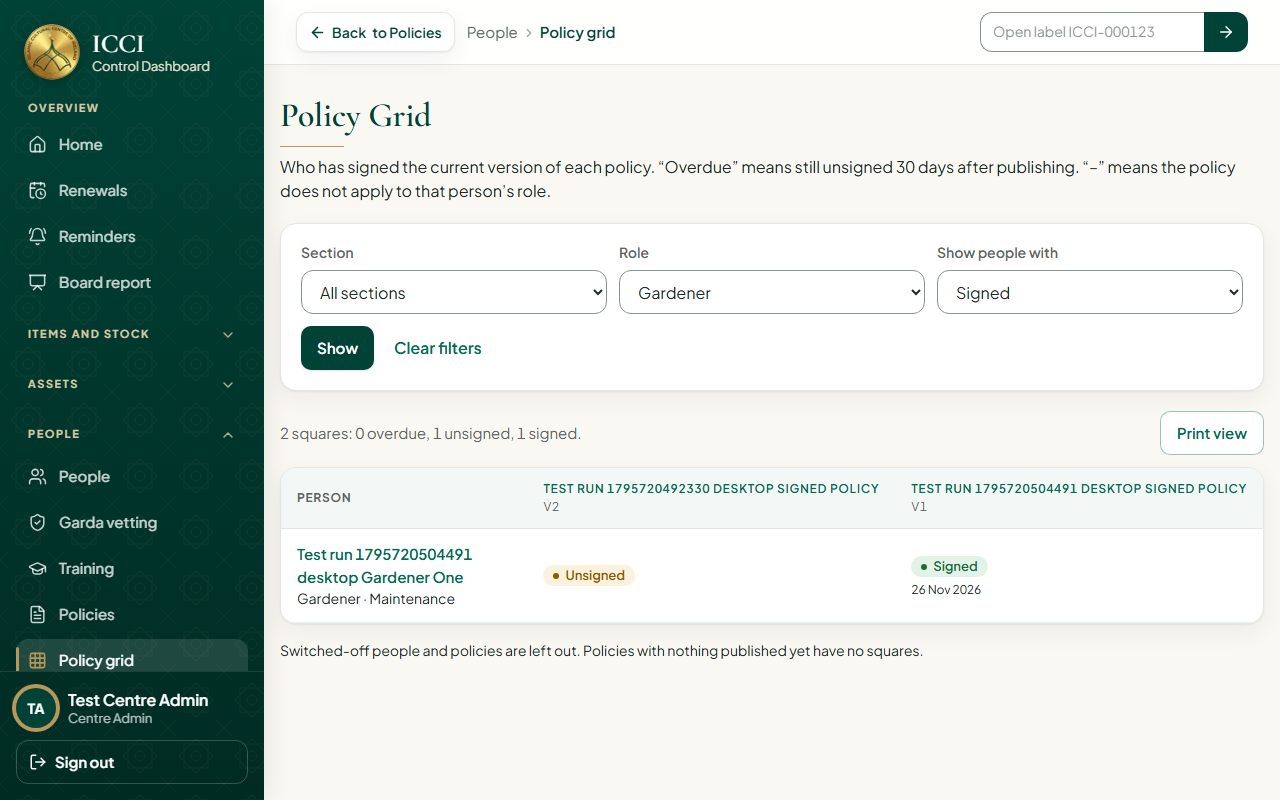 ICCI
Control Dashboard
OVERVIEW
Home
Renewals
Reminders
Board report
ITEMS AND STOCK
ASSETS
PEOPLE
People
Garda vetting
Training
Policies
Policy grid
TA
Test Centre Admin
Centre Admin
Sign out
Back to Policies
People
Policy grid
Open label ICCI-000123
Policy Grid
Who has signed the current version of each policy. “Overdue” means still unsigned 30 days after publishing. “–” means the policy
does not apply to that person’s role.
Section
Role
Show people with
All sections
Gardener
Signed
Show
Clear filters
2 squares: 0 overdue, 1 unsigned, 1 signed.
Print view
PERSON
TEST RUN 1795720492330 DESKTOP SIGNED POLICY
V2
TEST RUN 1795720504491 DESKTOP SIGNED POLICY
V1
Test run 1795720504491
desktop Gardener One
Gardener · Maintenance
Unsigned
Signed
26 Nov 2026
Switched-off people and policies are left out. Policies with nothing published yet have no squares.